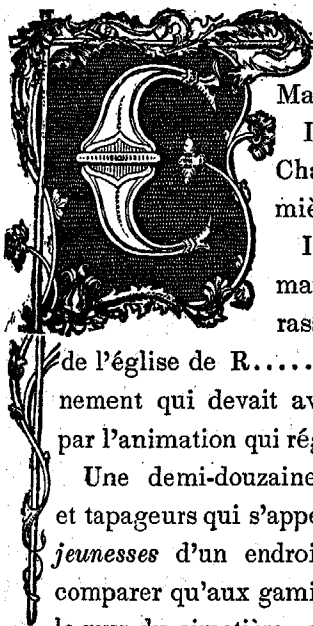 E
Ma
I
Cha
miè
I
ma
ras
de l'église de R.....
nement qui devait av
par l'animation qui rég
Une demi-douzaine
et tapageurs qui s'appe
jeunesses d'un endroi
comparer qu'aux gami